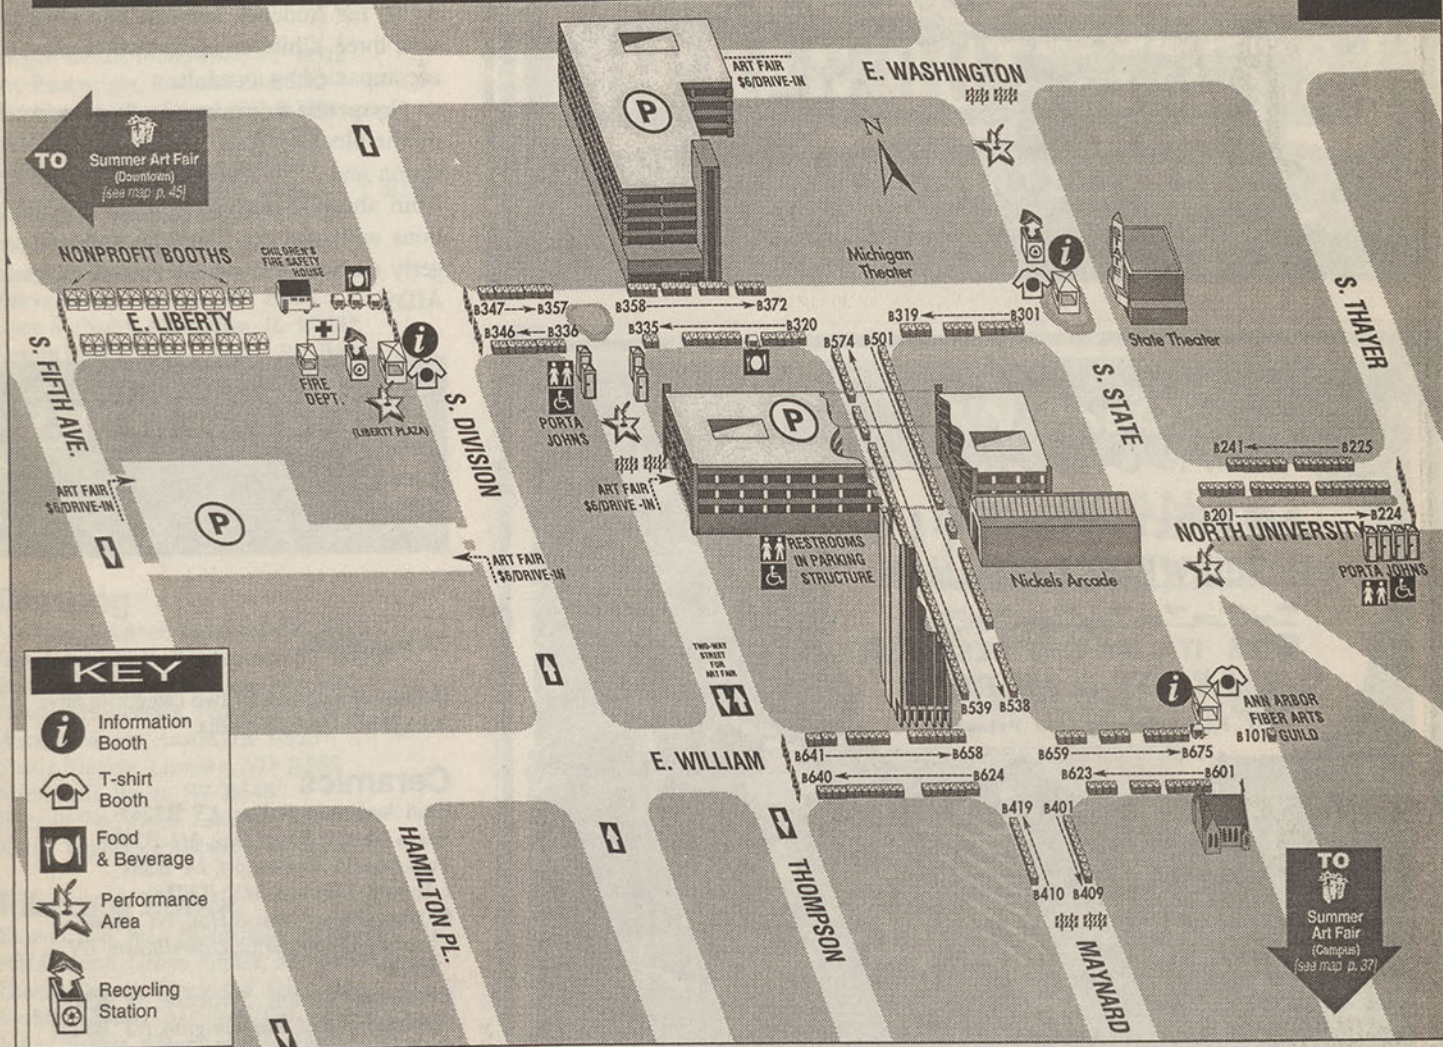 ART FAIR
$6/DRIVE-IN
E. WASHINGTON
P
N
TO
Summer Art Fair
(Downtown)
(see map p. 45)
NONPROFIT BOOTHS
CHILDREN'S
FIRE SAFETY
HOUSE
E. LIBERTY
FIRE
DEPT.
i
(LIBERTY PLAZA)
S. FIFTH AVE.
S. DIVISION
B347 B357
B346 B336
B358 B372
B335 B320
Michigan
Theater
B319 B301
i
STATE
State Theater
S. THAYER
S. STATE
B574 B501
PORTA
JOHNS
P
ART FAIR
$6/DRIVE-IN
ART FAIR
$6/DRIVE-IN
P
ART FAIR
$6/DRIVE-IN
RESTROOMS
IN PARKING
STRUCTURE
Nickels Arcade
B241 B225
B201 B224
NORTH UNIVERSITY
PORTA JOHNS
TWO-WAY
STREET
FOR
ART FAIR
B539 B538
i
ANN ARBOR
FIBER ARTS
B101 GUILD
E. WILLIAM
B641 B658
B659 B675
B640 B624
B623 B601
B419 B401
B410 B409
HAMILTON PL.
THOMPSON
MAYNARD
TO
Summer
Art Fair
(Campus)
(see map p. 37)
KEY
i
Information
Booth
T-shirt
Booth
Food
& Beverage
Performance
Area
Recycling
Station